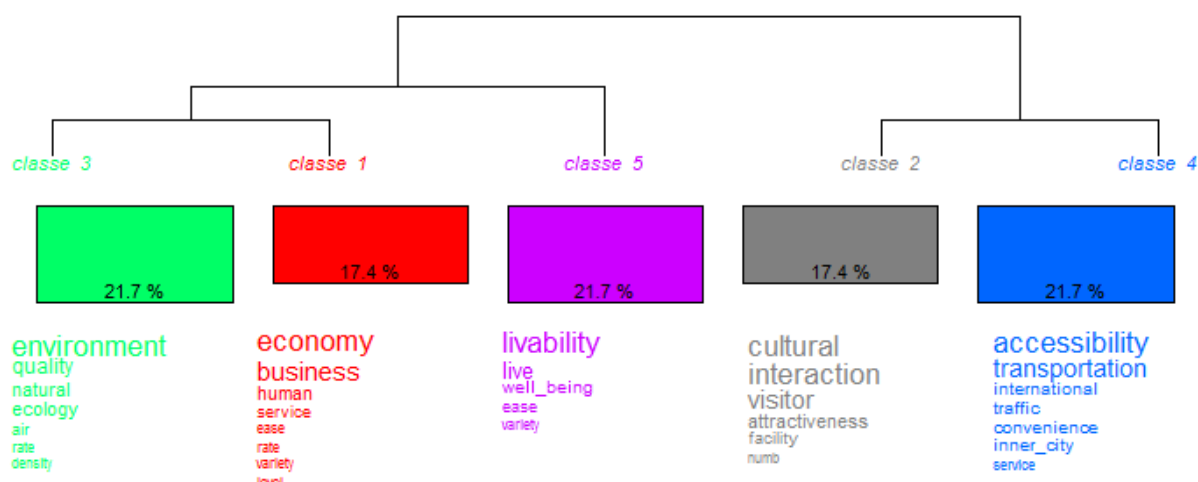 classe 3
classe 1
classe 5
classe 2
classe 4
21.7 %
17.4 %
21.7 %
17.4 %
21.7 %
environment
quality
natural
ecology
air
rate
density
economy
business
human
service
ease
rate
variety
level
livability
live
well_being
ease
variety
cultural
interaction
visitor
attractiveness
facility
numb
accessibility
transportation
international
traffic
convenience
inner_city
service